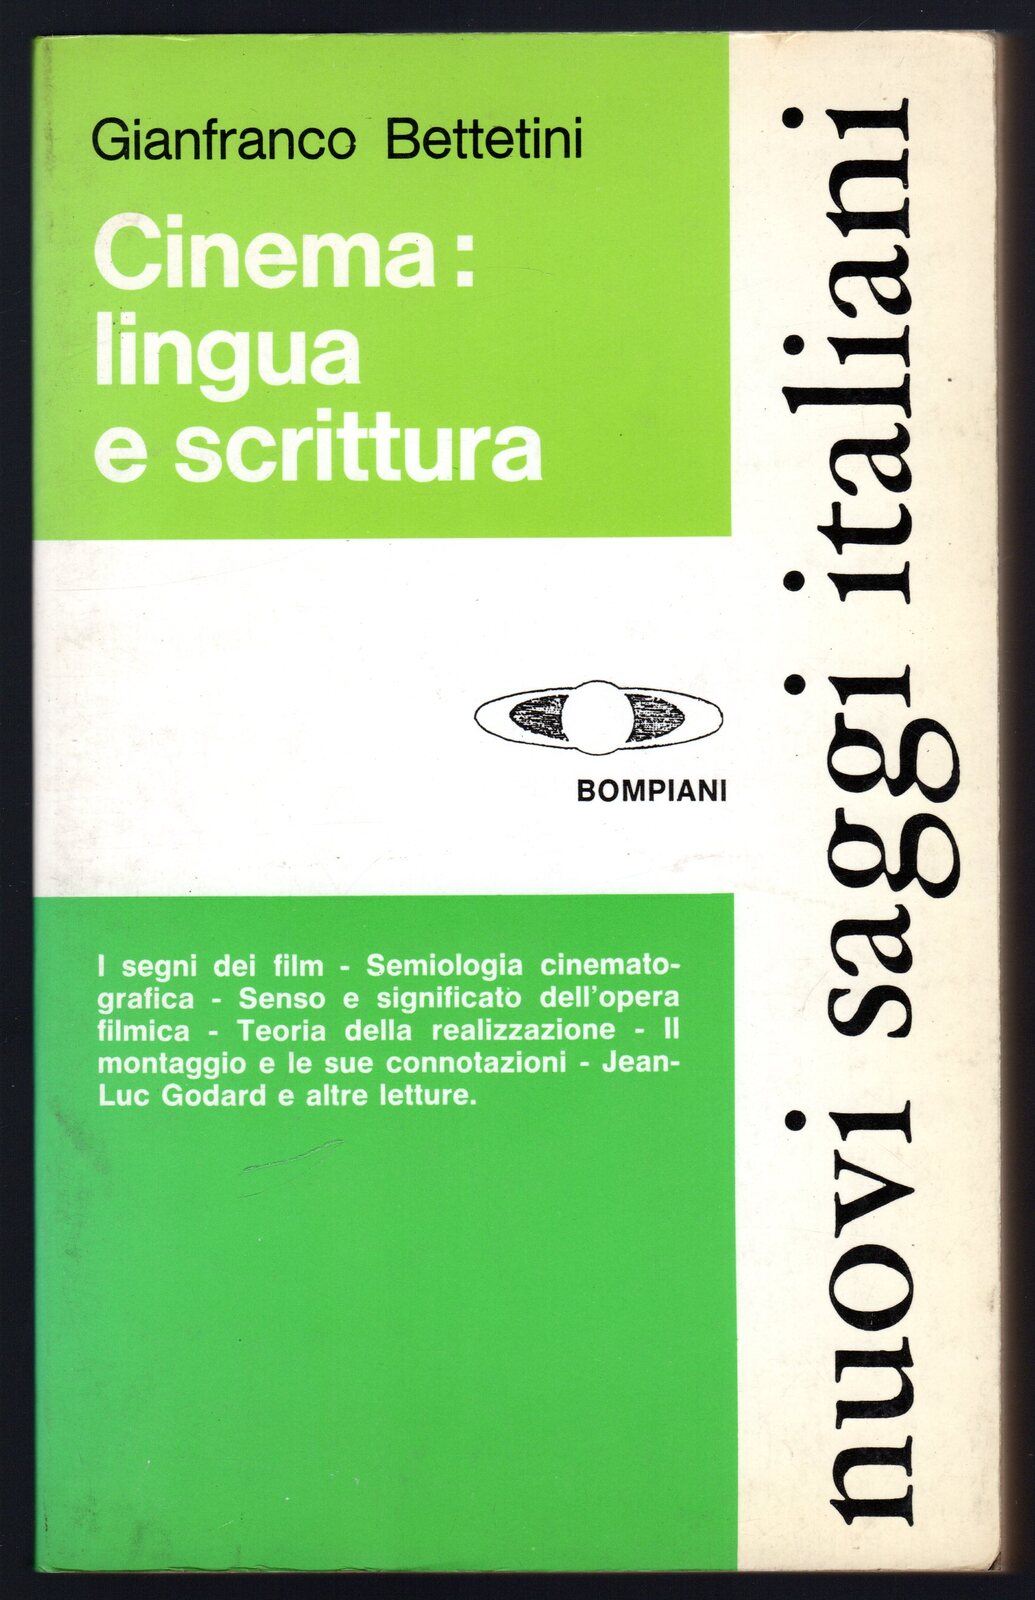 Gianfranco Bettetini
Cinema:
lingua
e scrittura
BOMPIANI
I segni dei film - Semiologia cinemato-
grafica - Senso e significato dell'opera
filmica - Teoria della realizzazione - Il
montaggio e le sue connotazioni - Jean-
Luc Godard e altre letture.
nuovi saggi italiani